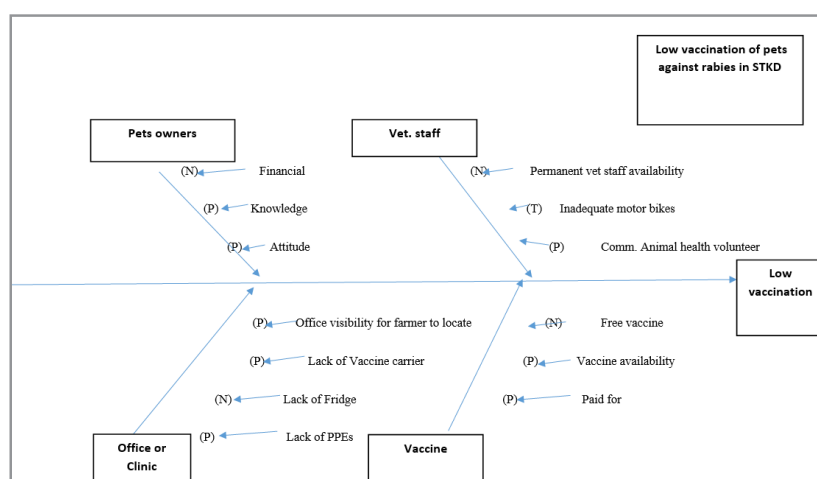 Low vaccination of pets
against rabies in STKD
Pets owners
Vet. staff
(N) Financial
(P) Knowledge
(P) Attitude
(N) Permanent vet staff availability
(T) Inadequate motor bikes
(P) Comm. Animal health volunteer
Low
vaccination
(P) Office visibility for farmer to locate
(P) Lack of Vaccine carrier
(N) Lack of Fridge
(P) Lack of PPEs
(N) Free vaccine
(P) Vaccine availability
(P) Paid for
Office or
Clinic
Vaccine